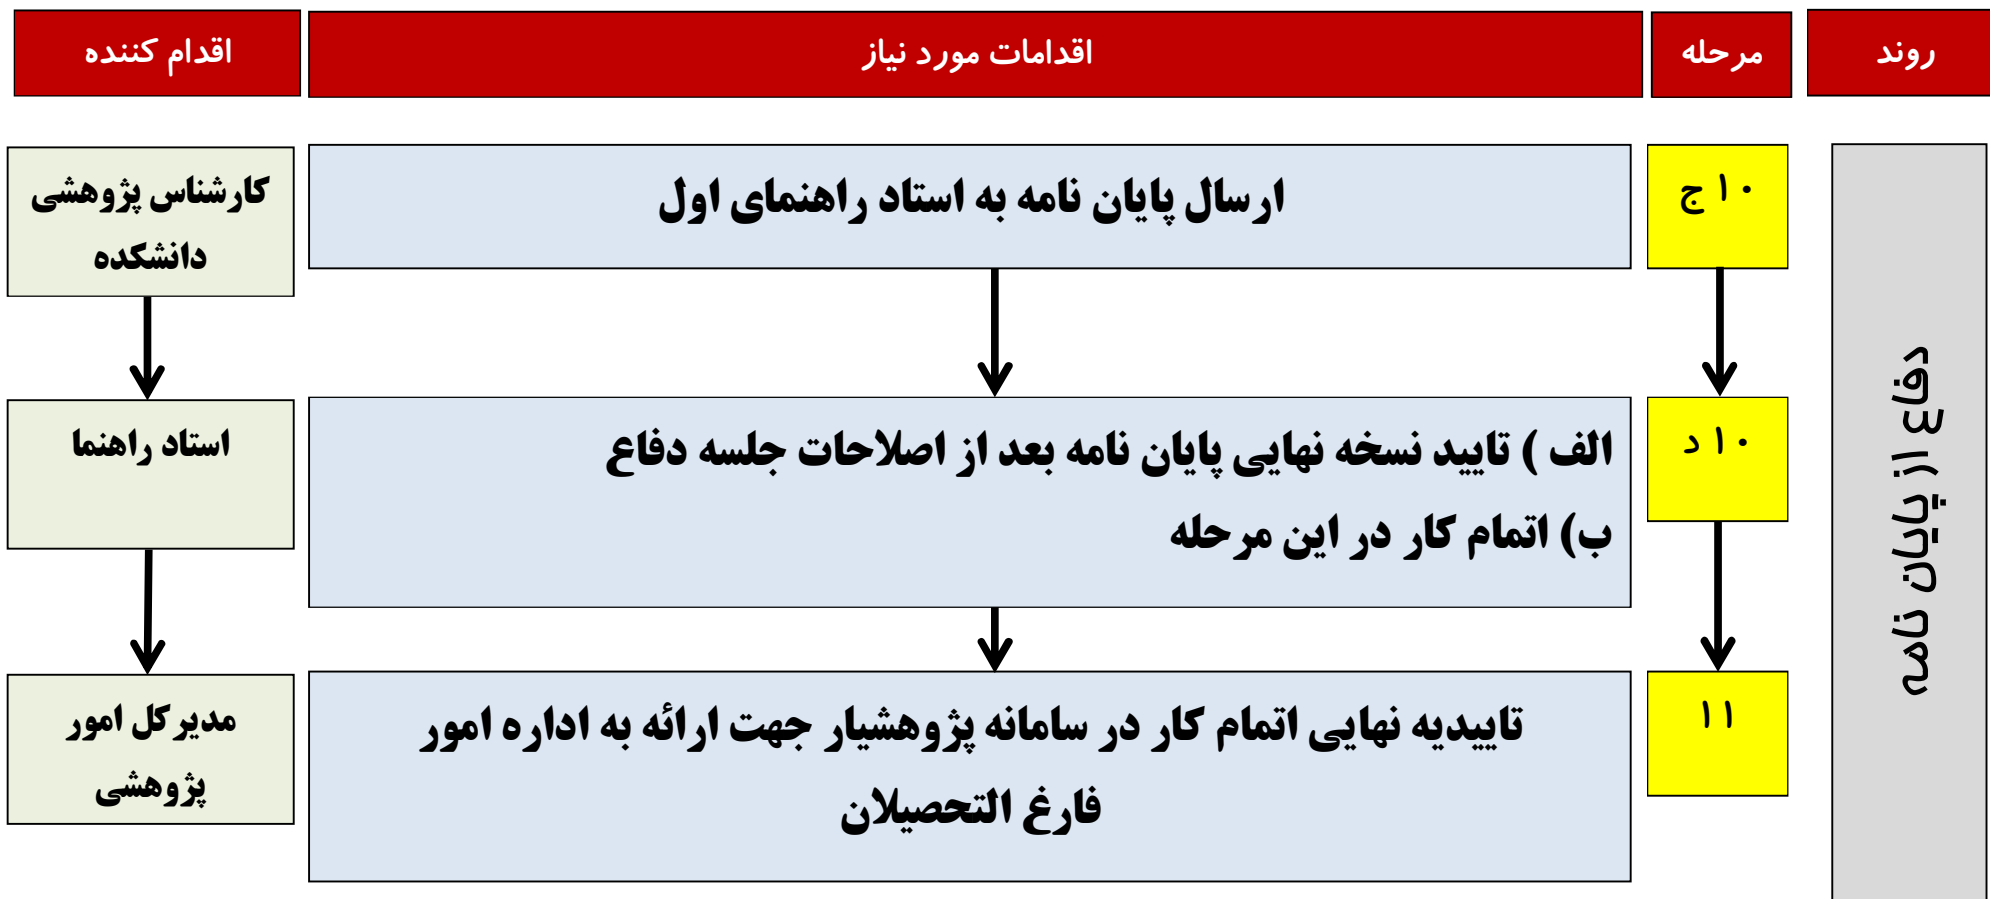 روند
مرحله
اقدامات مورد نیاز
اقدام کننده
دفاع از پایان نامه
۱۰ ج
ارسال پایان نامه به استاد راهنمای اول
کارشناس پژوهشی
دانشکده
۱۰ د
الف ) تایید نسخه نهایی پایان نامه بعد از اصلاحات جلسه دفاع
ب) اتمام کار در این مرحله
استاد راهنما
۱۱
تاییدیه نهایی اتمام کار در سامانه پژوهشیار جهت ارائه به اداره امور
فارغ التحصیلان
مدیرکل امور
پژوهشی